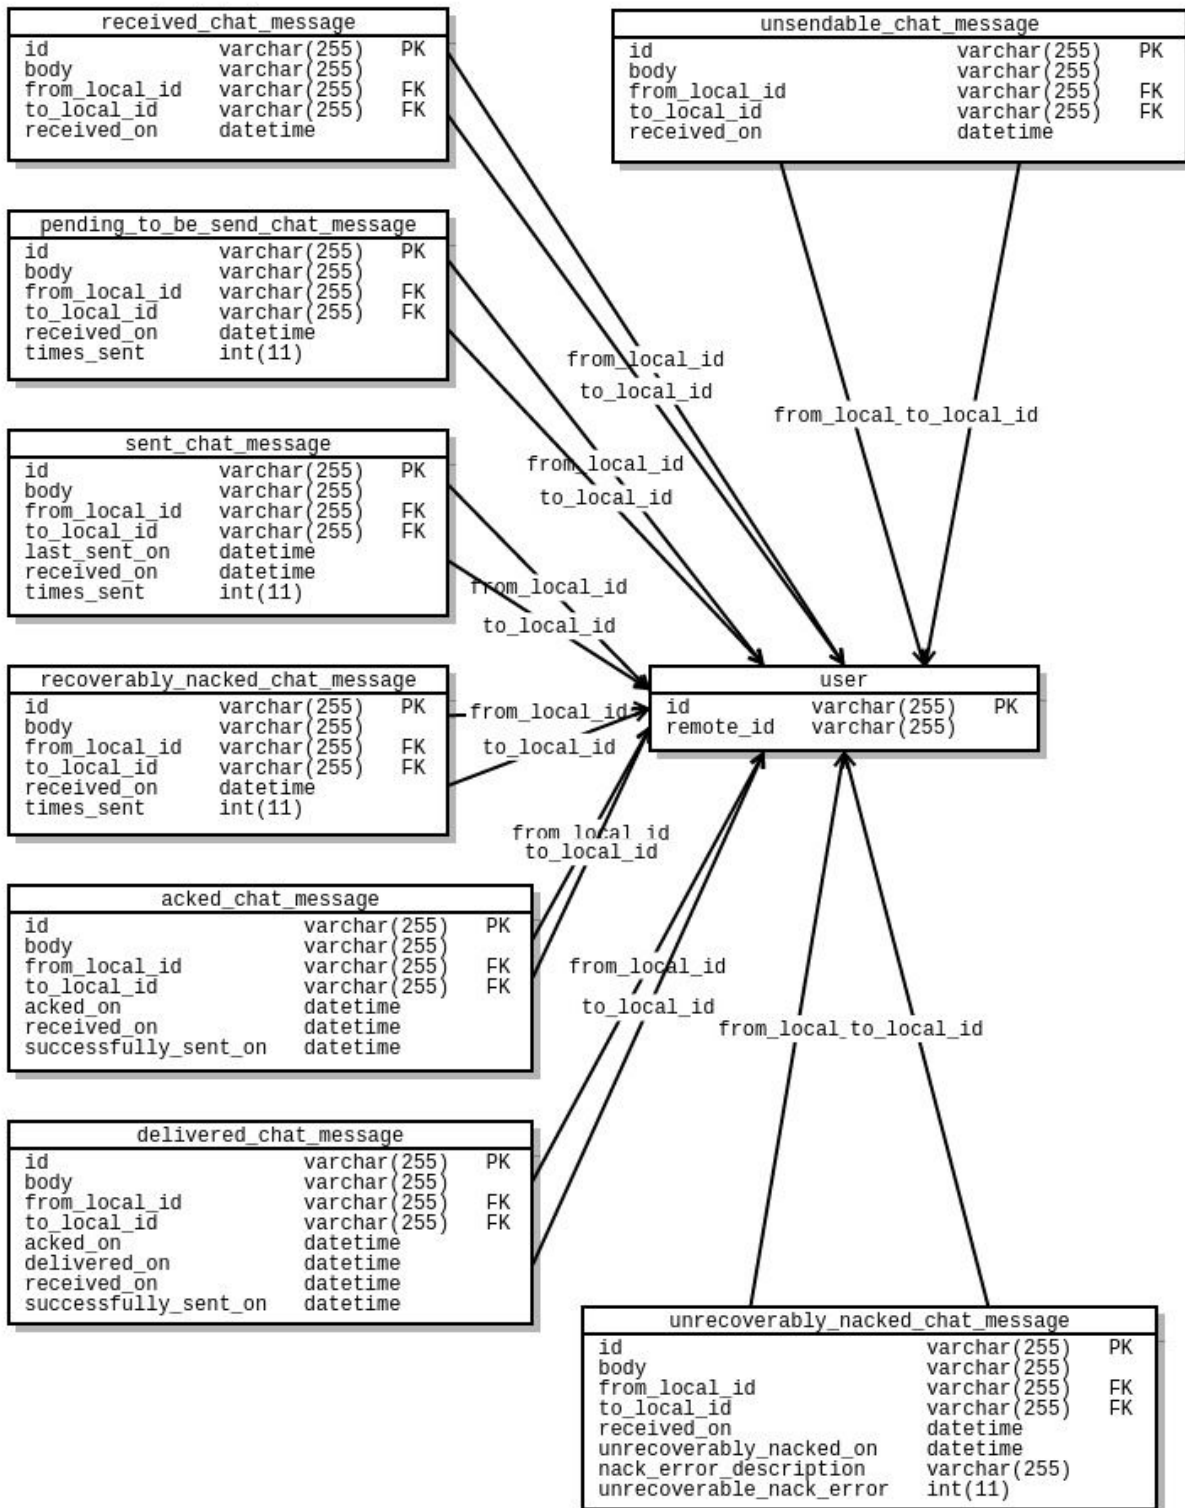 received_chat_message
id varchar(255) PK
body varchar(255)
from_local_id varchar(255) FK
to_local_id varchar(255) FK
received_on datetime
unsendable_chat_message
id varchar(255) PK
body varchar(255)
from_local_id varchar(255) FK
to_local_id varchar(255) FK
received_on datetime
pending_to_be_send_chat_message
id varchar(255) PK
body varchar(255)
from_local_id varchar(255) FK
to_local_id varchar(255) FK
received_on datetime
times_sent int(11)
from_local_id
to_local_id
from_local_to_local_id
sent_chat_message
id varchar(255) PK
body varchar(255)
from_local_id varchar(255) FK
to_local_id varchar(255) FK
last_sent_on datetime
received_on datetime
times_sent int(11)
from_local_id
to_local_id
from_local_id
to_local_id
recoverably_nacked_chat_message
id varchar(255) PK
body varchar(255)
from_local_id varchar(255) FK
to_local_id varchar(255) FK
received_on datetime
times_sent int(11)
from_local_id
to_local_id
user
id varchar(255) PK
remote_id varchar(255)
from_local_id
to_local_id
acked_chat_message
id varchar(255) PK
body varchar(255)
from_local_id varchar(255) FK
to_local_id varchar(255) FK
acked_on datetime
received_on datetime
successfully_sent_on datetime
from_local_id
to_local_id
from_local_to_local_id
delivered_chat_message
id varchar(255) PK
body varchar(255)
from_local_id varchar(255) FK
to_local_id varchar(255) FK
acked_on datetime
delivered_on datetime
received_on datetime
successfully_sent_on datetime
unrecoverably_nacked_chat_message
id varchar(255) PK
body varchar(255)
from_local_id varchar(255) FK
to_local_id varchar(255) FK
received_on datetime
unrecoverably_nacked_on datetime
nack_error_description varchar(255)
unrecoverable_nack_error int(11)